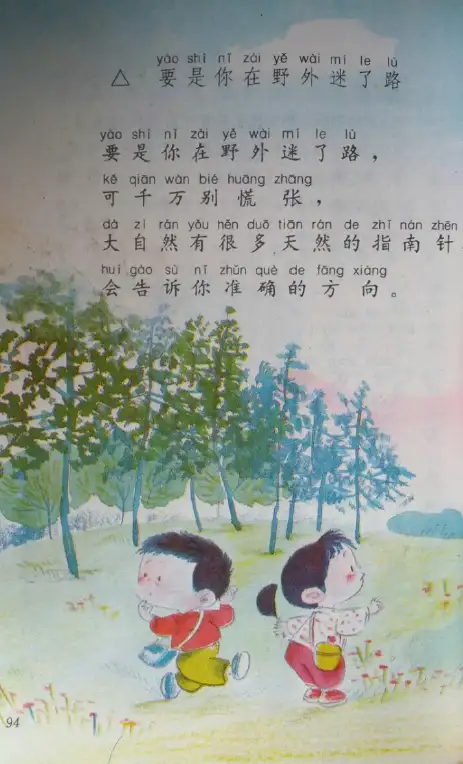 yào shì nǐ zài yě wài mí le lù
△ 要是你在野外迷了路
yào shì nǐ zài yě wài mí le lù
要是你在野外迷了路，
kě qiān wàn bié huāng zhāng
可千万别慌张，
dà zì rán yǒu hěn duō tiān rán de zhǐ nán zhēn
大自然有很多天然的指南针
huì gào sù nǐ zhǔn què de fāng xiàng
会告诉你准确的方向。
94